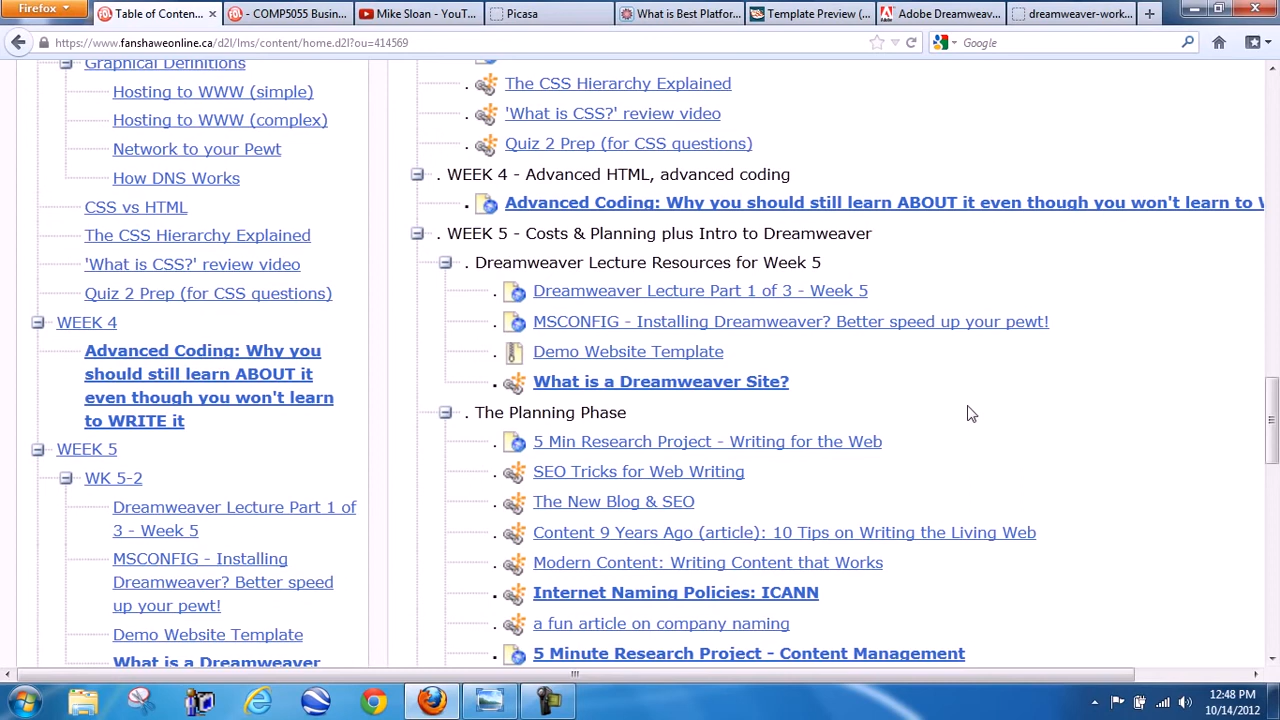 Firefox
Table of Conten...
- COMP5055 Busin...
Mike Sloan - YouT...
Picasa
What is Best Platfor...
Template Preview (...
Adobe Dreamweav...
dreamweaver-work...
https://www.fanshaweonline.ca/d2l/lms/content/home.d2l?ou=414569
Google
Graphical Definitions
Hosting to WWW (simple)
Hosting to WWW (complex)
Network to your Pewt
How DNS Works
CSS vs HTML
The CSS Hierarchy Explained
'What is CSS?' review video
Quiz 2 Prep (for CSS questions)
WEEK 4
Advanced Coding: Why you
should still learn ABOUT it
even though you won't learn
to WRITE it
WEEK 5
WK 5-2
Dreamweaver Lecture Part 1 of
3 - Week 5
MSCONFIG - Installing
Dreamweaver? Better speed
up your pewt!
Demo Website Template
What is a Dreamweaver
. The CSS Hierarchy Explained
. 'What is CSS?' review video
. Quiz 2 Prep (for CSS questions)
. WEEK 4 - Advanced HTML, advanced coding
. Advanced Coding: Why you should still learn ABOUT it even though you won't learn to W
. WEEK 5 - Costs & Planning plus Intro to Dreamweaver
. Dreamweaver Lecture Resources for Week 5
. Dreamweaver Lecture Part 1 of 3 - Week 5
. MSCONFIG - Installing Dreamweaver? Better speed up your pewt!
. Demo Website Template
. What is a Dreamweaver Site?
. The Planning Phase
. 5 Min Research Project - Writing for the Web
. SEO Tricks for Web Writing
. The New Blog & SEO
. Content 9 Years Ago (article): 10 Tips on Writing the Living Web
. Modern Content: Writing Content that Works
. Internet Naming Policies: ICANN
. a fun article on company naming
. 5 Minute Research Project - Content Management
12:48 PM
10/14/2012